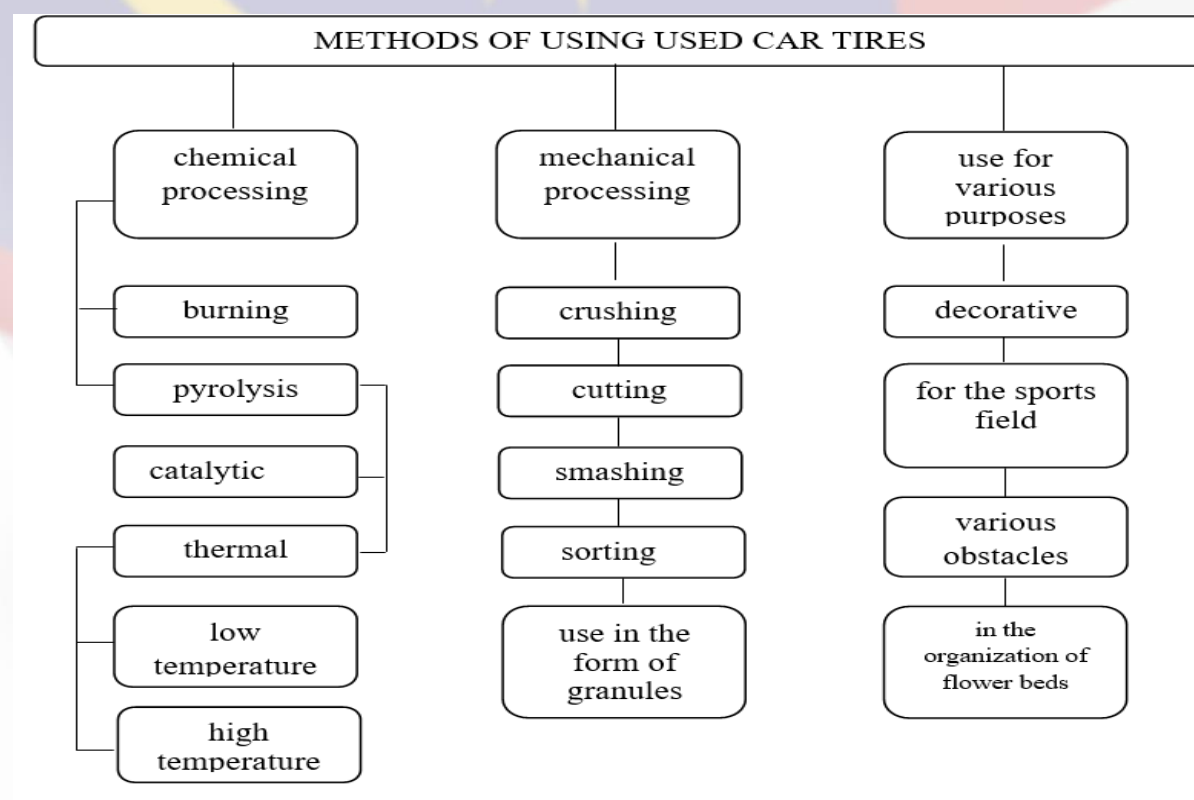 METHODS OF USING USED CAR TIRES
chemical
processing
burning
pyrolysis
catalytic
thermal
low
temperature
high
temperature
mechanical
processing
crushing
cutting
smashing
sorting
use in the
form of
granules
use for
various
purposes
decorative
for the sports
field
various
obstacles
in the
organization of
flower beds